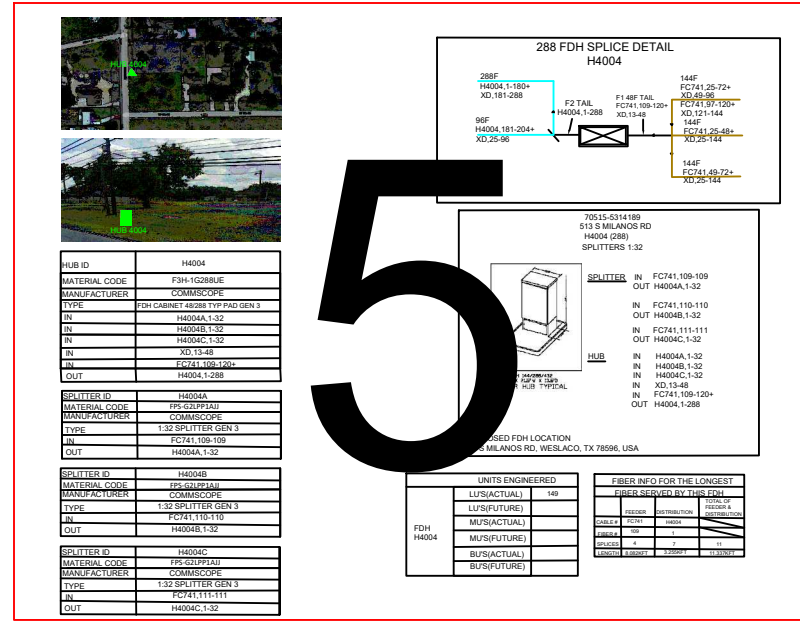 HUB 4004
HUB 4004
HUB ID H4004
MATERIAL CODE F3H-1G288UE
MANUFACTURER COMMSCOPE
TYPE FDH CABINET 48/288 TYP PAD GEN 3
IN H4004A,1-32
IN H4004B,1-32
IN H4004C,1-32
IN XD,13-48
IN FC741,109-120+
OUT H4004,1-288
SPLITTER ID H4004A
MATERIAL CODE FPS-G2LPP1AJJ
MANUFACTURER COMMSCOPE
TYPE 1:32 SPLITTER GEN 3
IN FC741,109-109
OUT H4004A,1-32
SPLITTER ID H4004B
MATERIAL CODE FPS-G2LPP1AJJ
MANUFACTURER COMMSCOPE
TYPE 1:32 SPLITTER GEN 3
IN FC741,110-110
OUT H4004B,1-32
SPLITTER ID H4004C
MATERIAL CODE FPS-G2LPP1AJJ
MANUFACTURER COMMSCOPE
TYPE 1:32 SPLITTER GEN 3
IN FC741,111-111
OUT H4004C,1-32
5
288 FDH SPLICE DETAIL
H4004
288F
H4004,1-180+
XD,181-288
96F
H4004,181-204+
XD,25-96
F2 TAIL
H4004,1-288
F1 48F TAIL
FC741,109-120+
XD,13-48
144F
FC741,25-72+
XD,49-96
FC741,97-120+
XD,121-144
144F
FC741,25-48+
XD,25-144
144F
FC741,49-72+
XD,25-144
70515-5314189
513 S MILANOS RD
H4004 (288)
SPLITTERS 1:32
SPLITTER IN FC741,109-109
OUT H4004A,1-32
IN FC741,110-110
OUT H4004B,1-32
IN FC741,111-111
OUT H4004C,1-32
HUB IN H4004A,1-32
IN H4004B,1-32
IN H4004C,1-32
IN XD,13-48
IN FC741,109-120+
OUT H4004,1-288
HUB TYPICAL
FDH LOCATION
MILANOS RD, WESLACO, TX 78596, USA
UNITS ENGINEERED
FDH
H4004
LU'S(ACTUAL) 149
LU'S(FUTURE)
MU'S(ACTUAL)
MU'S(FUTURE)
BU'S(ACTUAL)
BU'S(FUTURE)
FIBER INFO FOR THE LONGEST
FIBER SERVED BY THIS FDH
FEEDER DISTRIBUTION TOTAL OF FEEDER & DISTRIBUTION
CABLE # FC741 H4004
FIBER # 109 1
SPLICES 4 7 11
LENGTH 8.082KFT 3.255KFT 11.337KFT